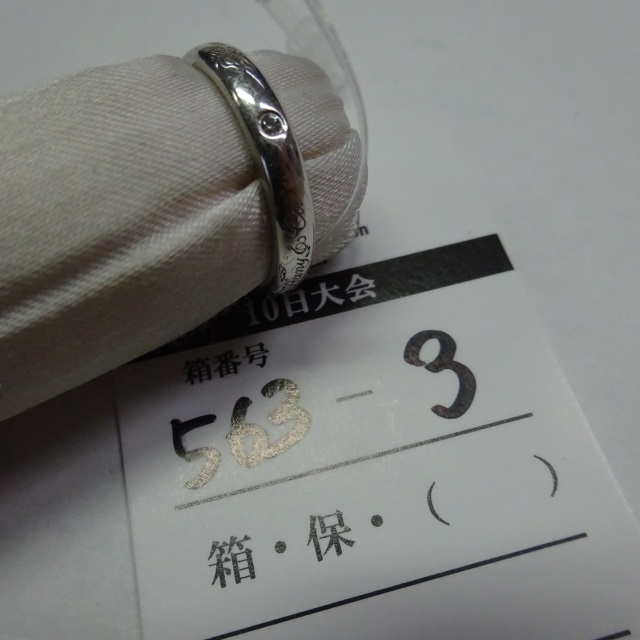 10日大会
箱番号
563-3
箱・保・( )